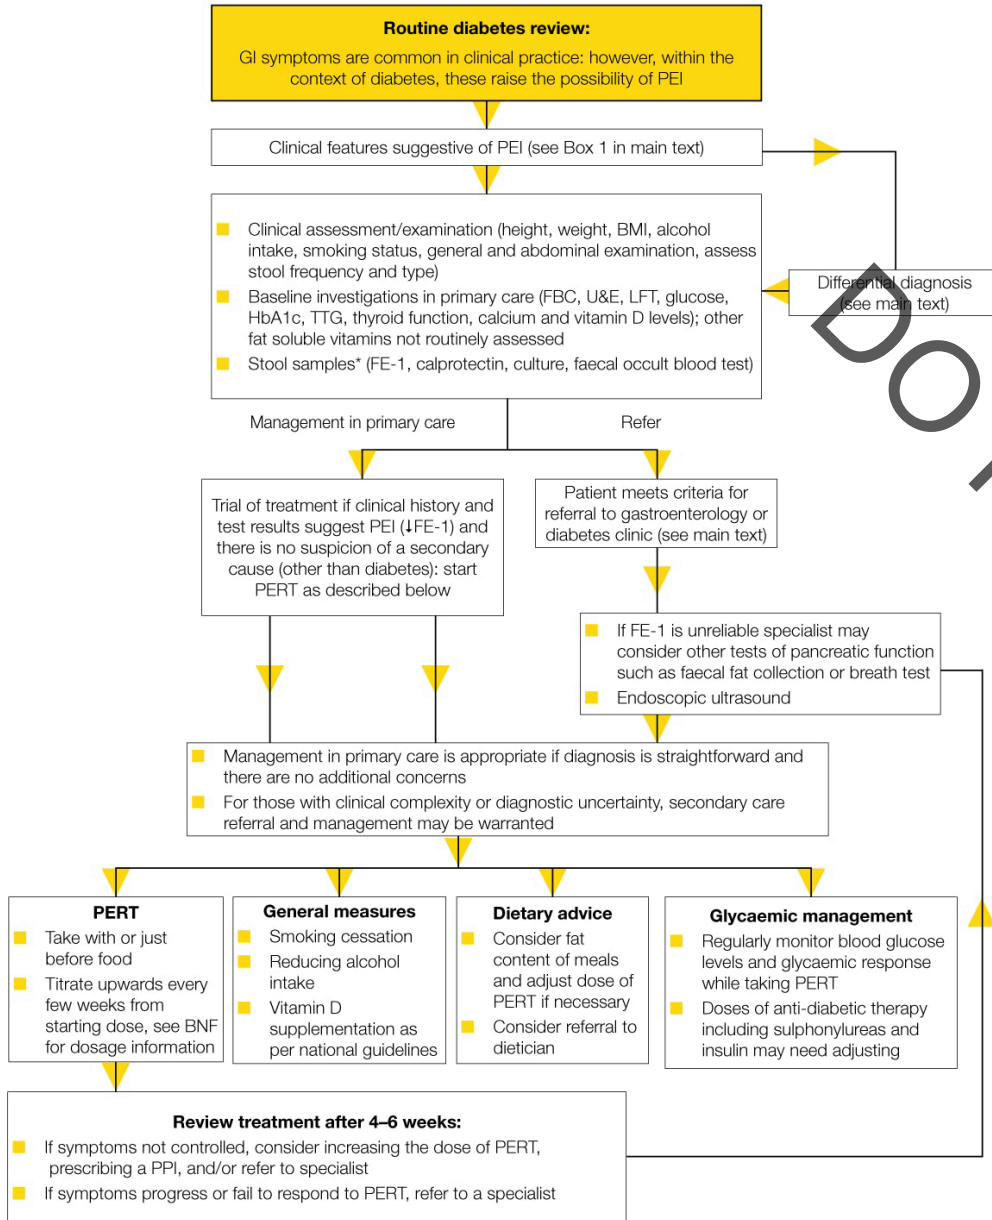 Routine diabetes review:
GI symptoms are common in clinical practice: however, within the
context of diabetes, these raise the possibility of PEI
Clinical features suggestive of PEI (see Box 1 in main text)
Clinical assessment/examination (height, weight, BMI, alcohol
intake, smoking status, general and abdominal examination, assess
stool frequency and type)
Baseline investigations in primary care (FBC, U&E, LFT, glucose,
HbA1c, TTG, thyroid function, calcium and vitamin D levels); other
fat soluble vitamins not routinely assessed
Stool samples* (FE-1, calprotectin, culture, faecal occult blood test)
Differential diagnosis
(see main text)
DO
Management in primary care
Refer
Trial of treatment if clinical history and
test results suggest PEI (↓FE-1) and
there is no suspicion of a secondary
cause (other than diabetes): start
PERT as described below
Patient meets criteria for
referral to gastroenterology or
diabetes clinic (see main text)
If FE-1 is unreliable specialist may
consider other tests of pancreatic function
such as faecal fat collection or breath test
Endoscopic ultrasound
Management in primary care is appropriate if diagnosis is straightforward and
there are no additional concerns
For those with clinical complexity or diagnostic uncertainty, secondary care
referral and management may be warranted
PERT
Take with or just
before food
Titrate upwards every
few weeks from
starting dose, see BNF
for dosage information
General measures
Smoking cessation
Reducing alcohol
intake
Vitamin D
supplementation as
per national guidelines
Dietary advice
Consider fat
content of meals
and adjust dose of
PERT if necessary
Consider referral to
dietician
Glycaemic management
Regularly monitor blood glucose
levels and glycaemic response
while taking PERT
Doses of anti-diabetic therapy
including sulphonylureas and
insulin may need adjusting
Review treatment after 4–6 weeks:
If symptoms not controlled, consider increasing the dose of PERT,
prescribing a PPI, and/or refer to specialist
If symptoms progress or fail to respond to PERT, refer to a specialist